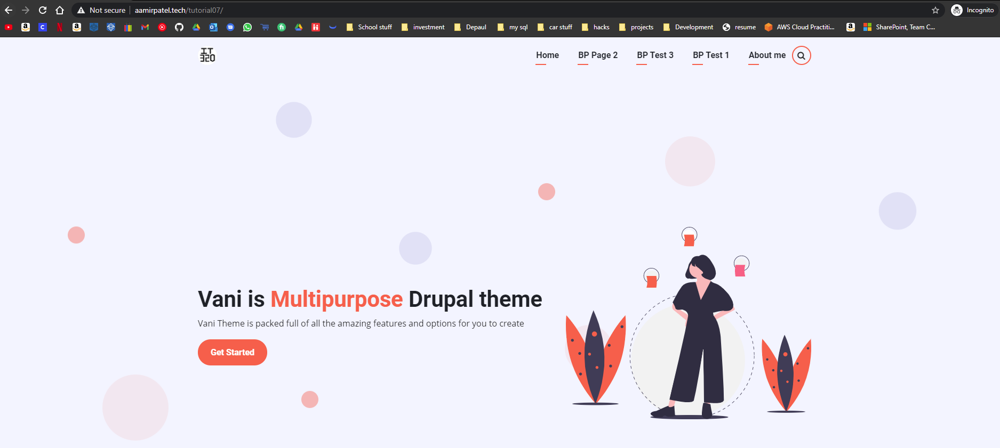 Not secure aamirpatel.tech/tutorial07/ Incognito
School stuff investment Depaul my sql car stuff hacks projects Development resume AWS Cloud Practiti... SharePoint, Team C...
IT
320
Home BP Page 2 BP Test 3 BP Test 1 About me
Vani is Multipurpose Drupal theme
Vani Theme is packed full of all the amazing features and options for you to create
Get Started